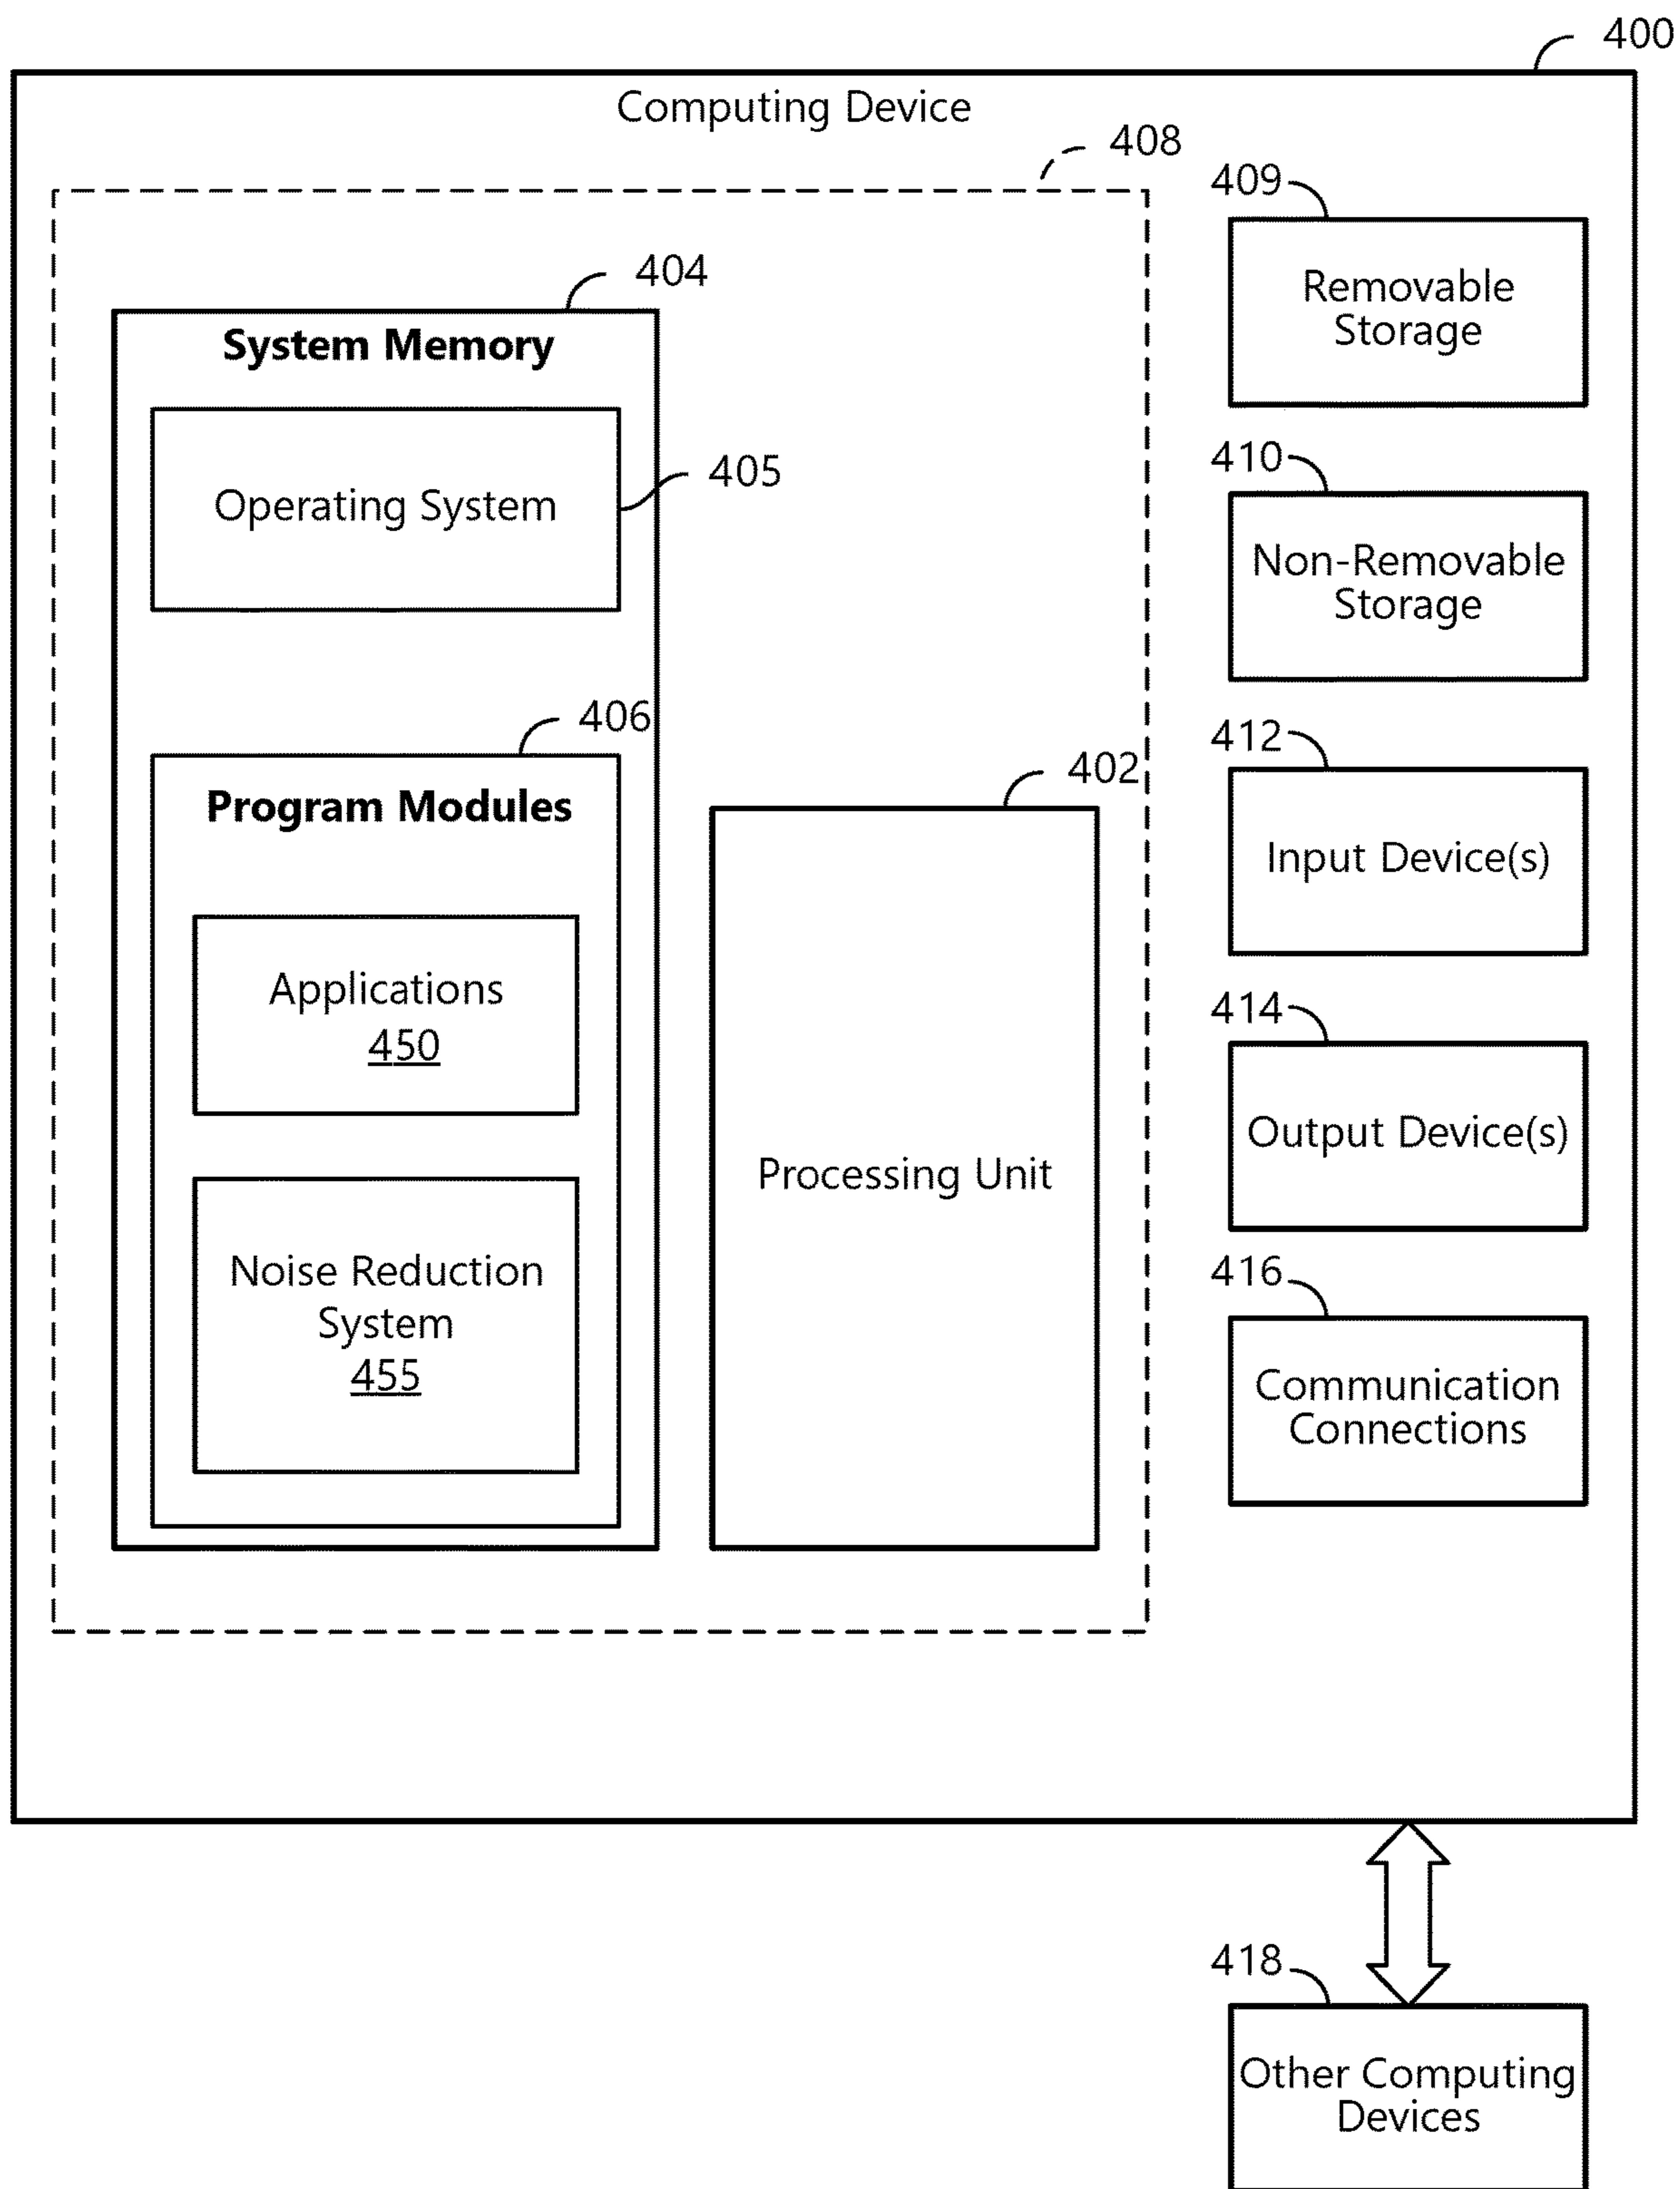 400
Computing Device
408
409
Removable
Storage
404
System Memory
Operating System
405
410
Non-Removable
Storage
406
Program Modules
402
412
Input Device(s)
Applications
450
414
Output Device(s)
Processing Unit
Noise Reduction
System
455
416
Communication
Connections
418
Other Computing
Devices